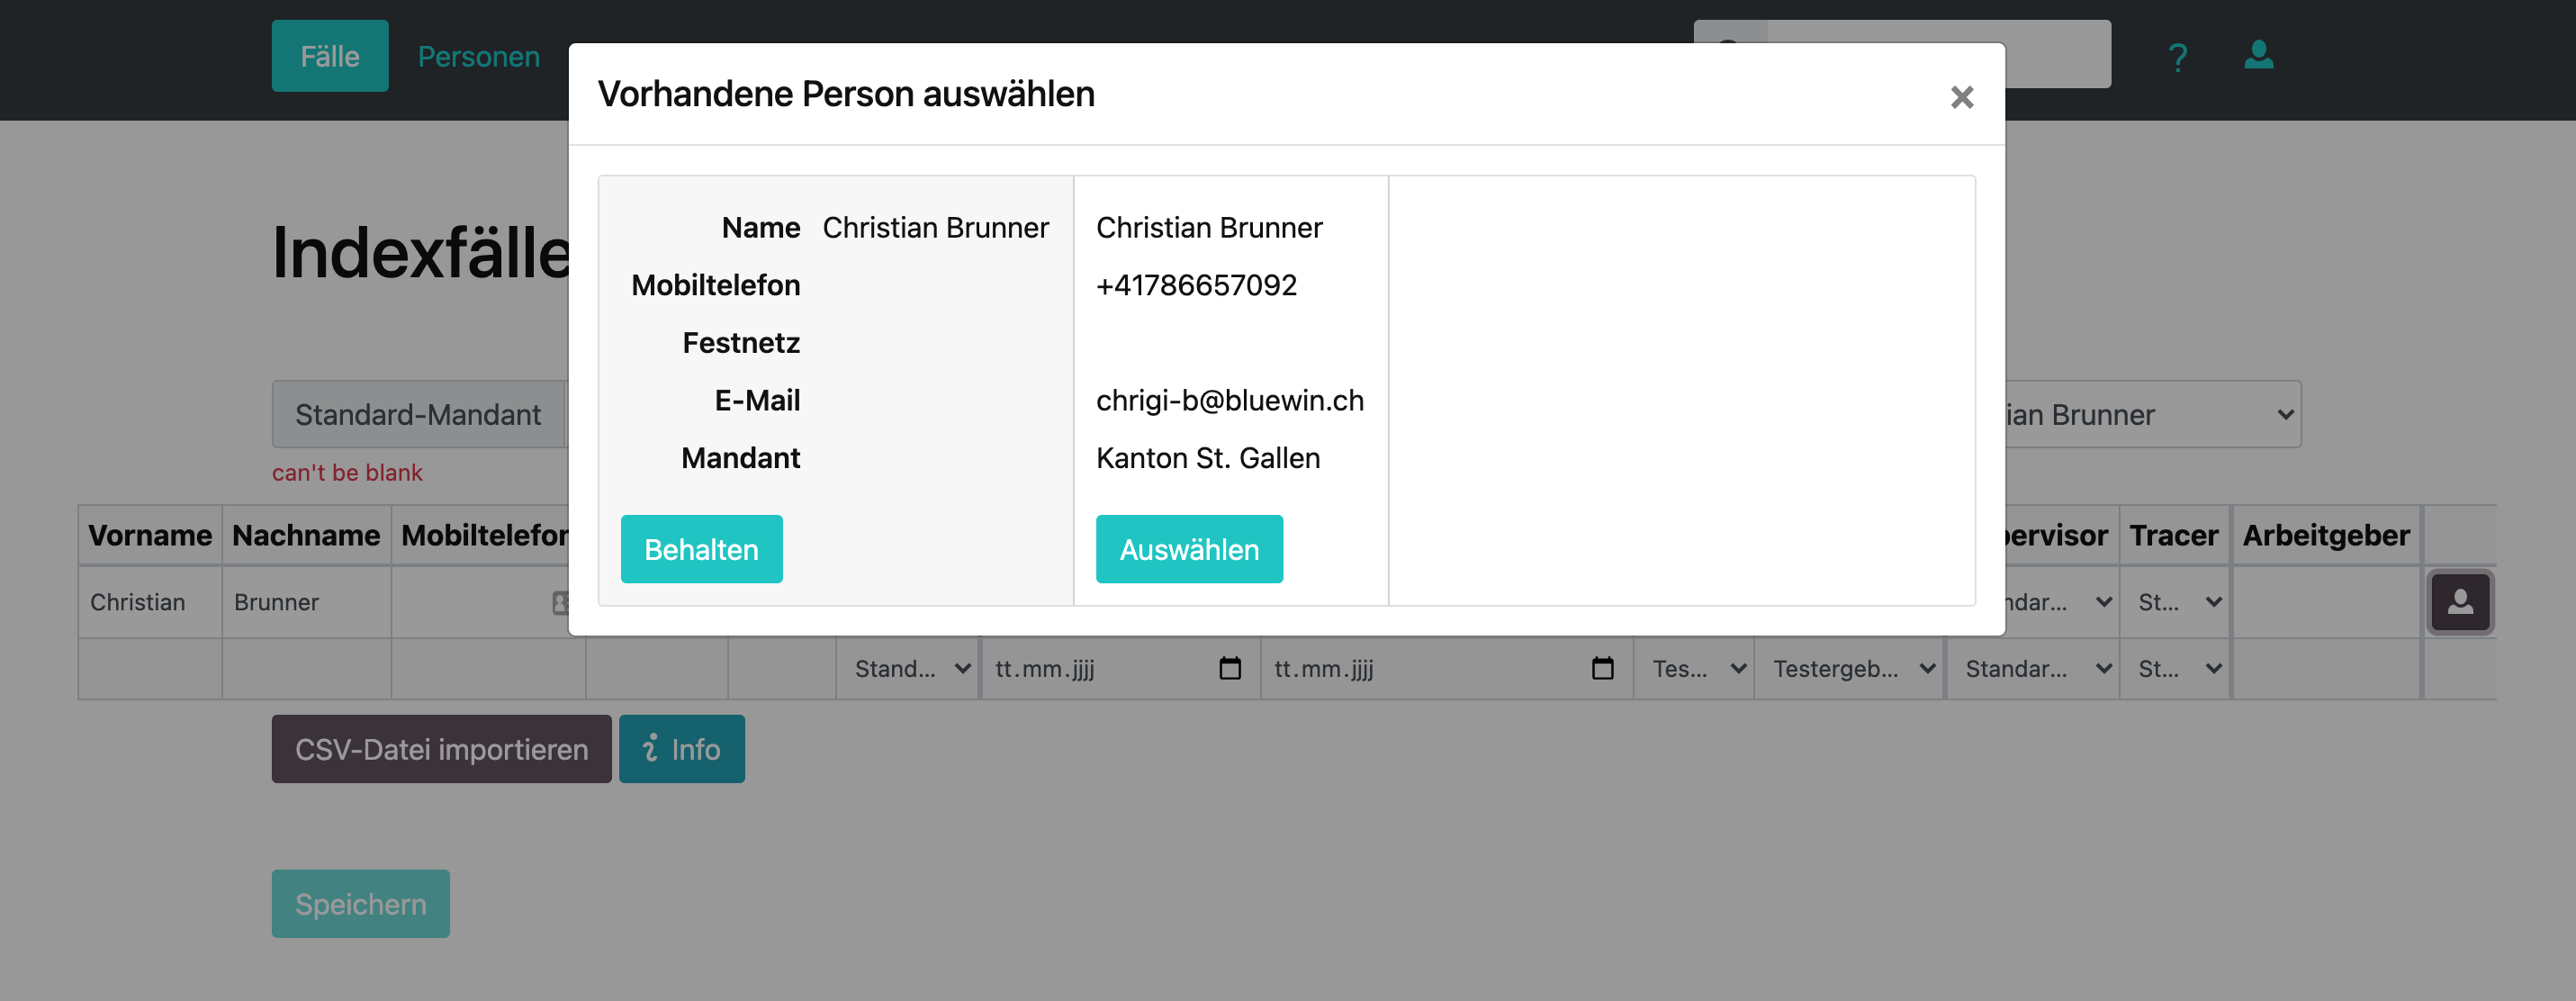 Fälle
Personen
?
Vorhandene Person auswählen
×
Name Christian Brunner Christian Brunner
Mobiltelefon +41786657092
Festnetz
E-Mail chrigi-b@bluewin.ch
Mandant Kanton St. Gallen
Behalten Auswählen
Indexfälle
Standard-Mandant
ian Brunner
can't be blank
Vorname Nachname Mobiltelefon pervisor Tracer Arbeitgeber
Christian Brunner ndar... St...
Stand... tt.mm.jjjj tt.mm.jjjj Tes... Testergeb... Standar... St...
CSV-Datei importieren
i Info
Speichern